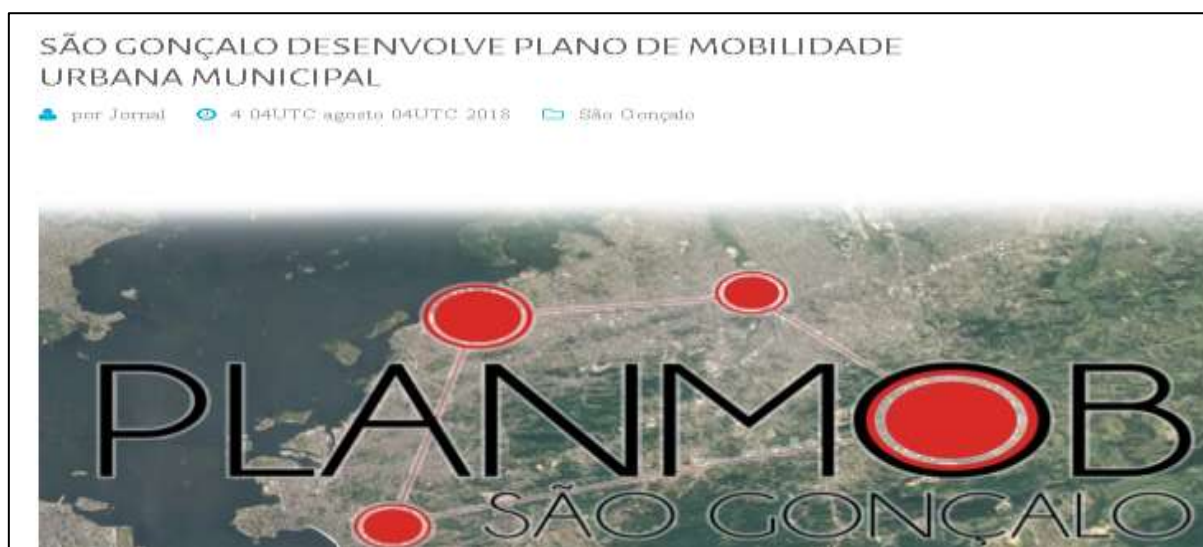 SÃO GONÇALO DESENVOLVE PLANO DE MOBILIDADE
URBANA MUNICIPAL
por Jornal 4 04UTC agosto 04UTC 2018 São Gonçalo
PLANMOB
SÃO GONÇALO